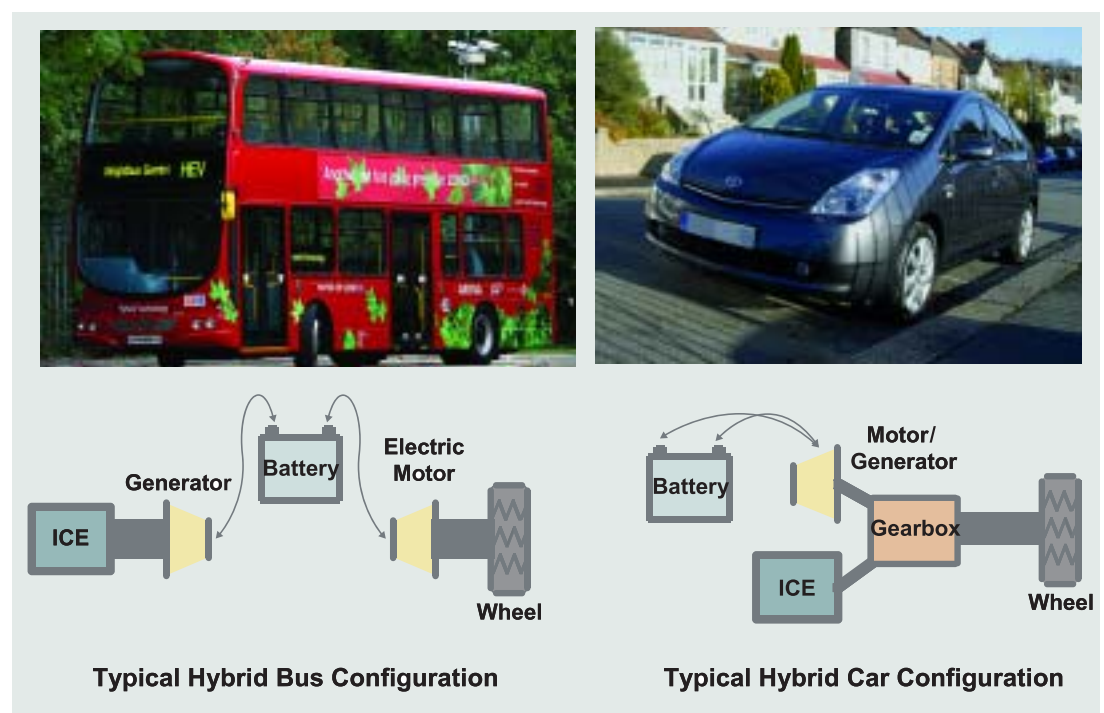 HEV
Generator
Battery
Electric
Motor
ICE
Wheel
Typical Hybrid Bus Configuration
Motor/
Generator
Battery
Gearbox
ICE
Wheel
Typical Hybrid Car Configuration